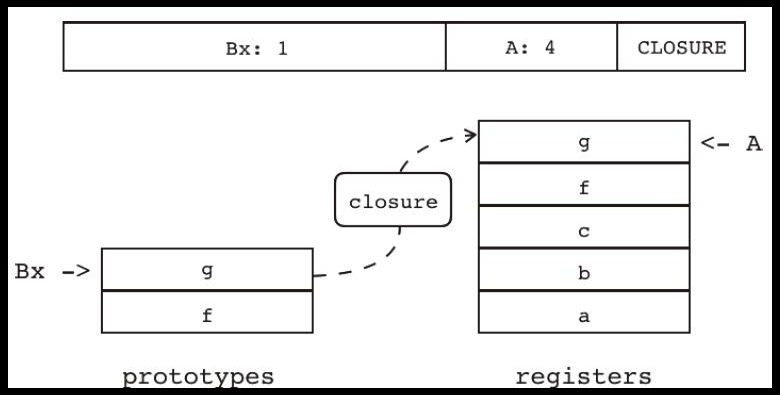 Bx: 1 A: 4 CLOSURE
g <- A
f
closure
c
Bx -> g b
f a
prototypes registers